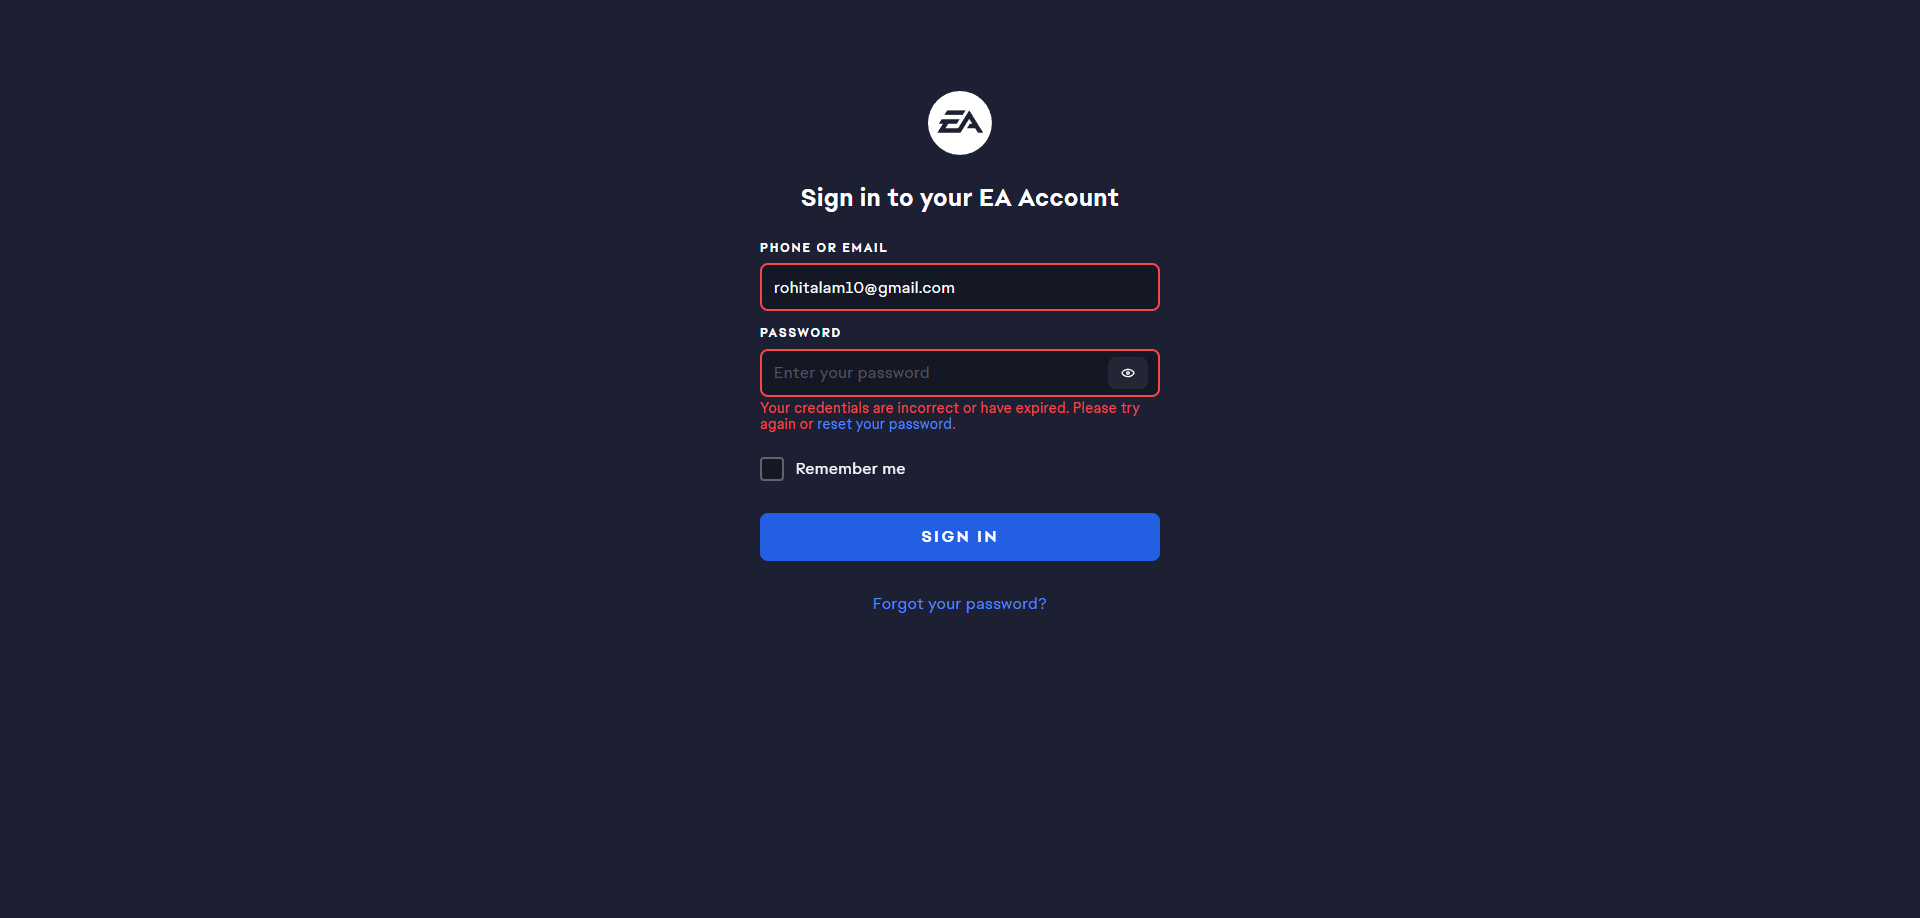 EA
Sign in to your EA Account
PHONE OR EMAIL
rohitalam10@gmail.com
PASSWORD
Enter your password
Your credentials are incorrect or have expired. Please try
again or reset your password.
Remember me
SIGN IN
Forgot your password?